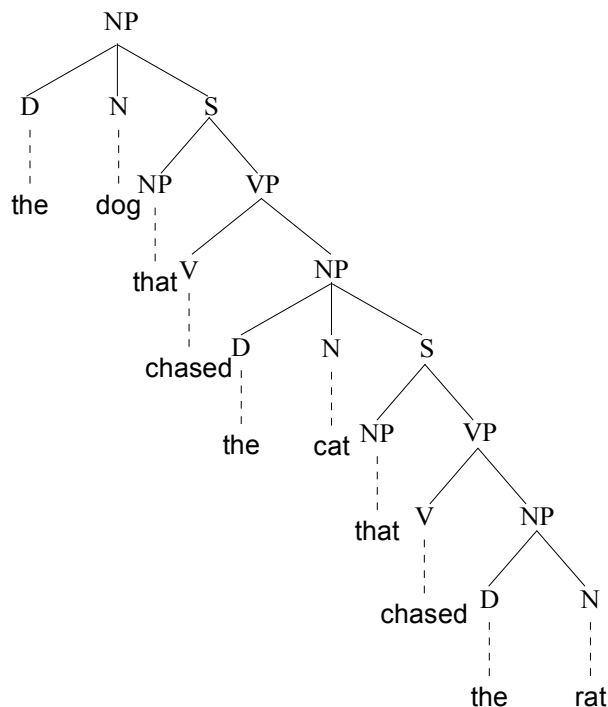 NP
D N S
NP VP
the dog
that V NP
chased D N S
the cat NP VP
that V NP
chased D N
the rat